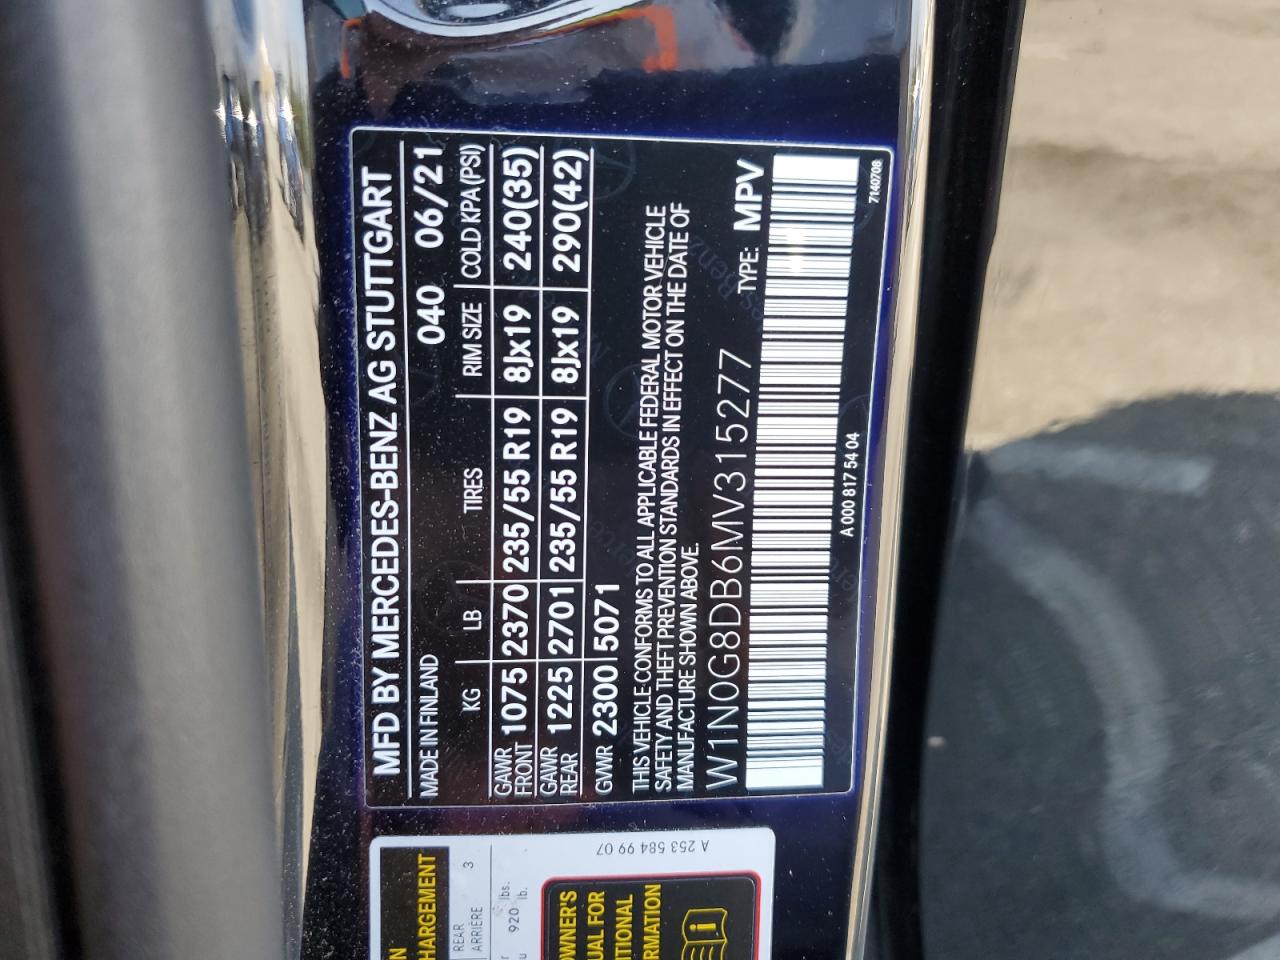 MFD BY MERCEDES-BENZ AG STUTTGART
MADE IN FINLAND 040 06/21
KG LB TIRES RIM SIZE COLD KPA (PSI)
GAWR FRONT 1075 2370 235/55 R19 8Jx19 240(35)
GAWR REAR 1225 2701 235/55 R19 8Jx19 290(42)
GVWR 2300 5071
THIS VEHICLE CONFORMS TO ALL APPLICABLE FEDERAL MOTOR VEHICLE
SAFETY AND THEFT PREVENTION STANDARDS IN EFFECT ON THE DATE OF
MANUFACTURE SHOWN ABOVE.
W1N0G8DB6MV315277 TYPE: MPV
A 000 817 54 04
7140708
HARGEMENT
REAR
ARRIÈRE 3
lbs.
920 lb.
A 253 584 99 07
OWNER'S
UAL FOR
ITIONAL
RMATION